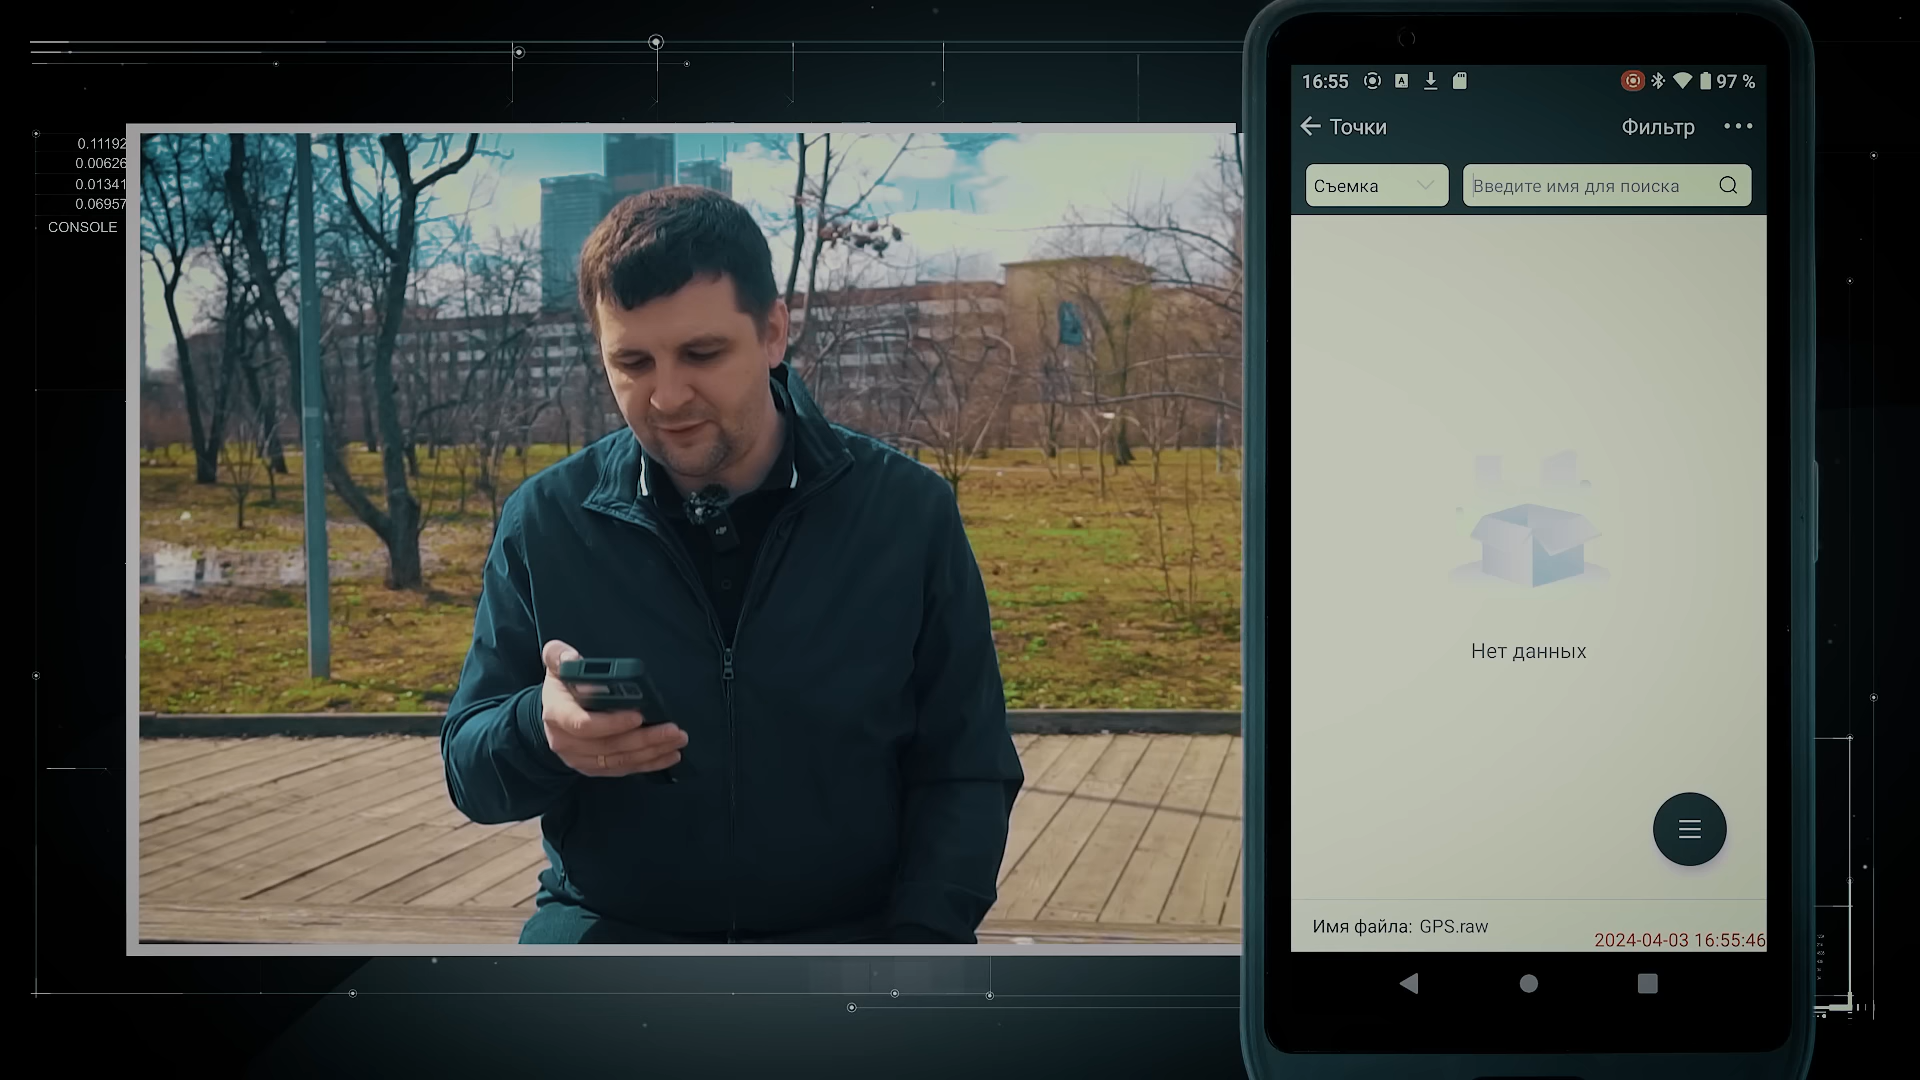 0.11192
0.00626
0.01341
0.06957
CONSOLE
16:55
97 %
Точки
Фильтр
Съемка
Введите имя для поиска
Нет данных
Имя файла: GPS.raw
2024-04-03 16:55:46